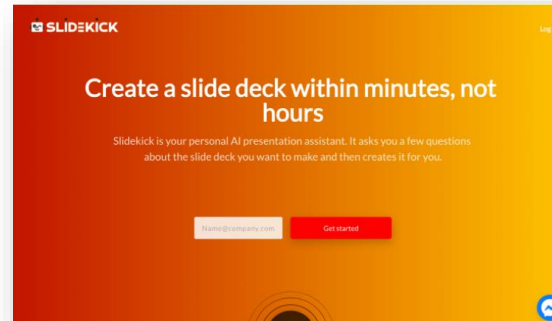 SLIDEKICK
Log
Create a slide deck within minutes, not
hours
Slidekick is your personal AI presentation assistant. It asks you a few questions
about the slide deck you want to make and then creates it for you.
Name@company.com
Get started